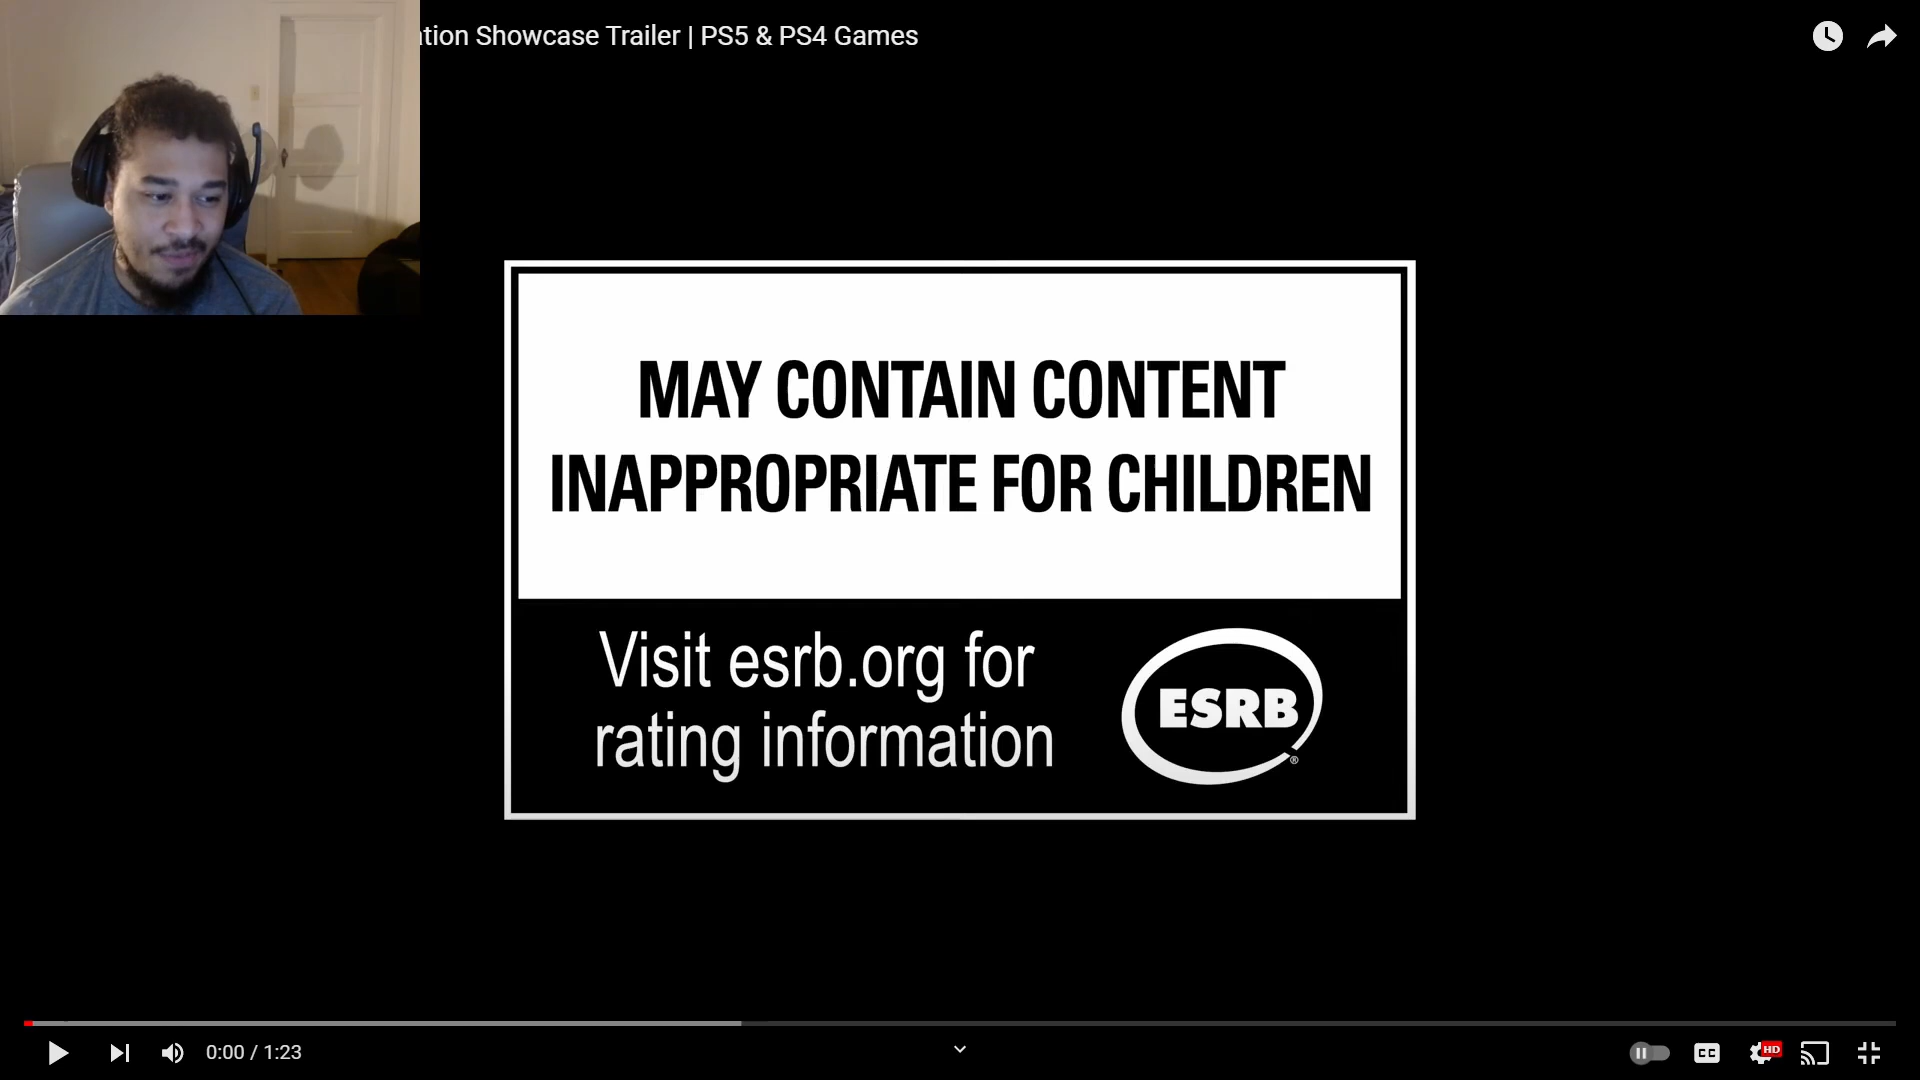 Showcase Trailer | PS5 & PS4 Games
MAY CONTAIN CONTENT
INAPPROPRIATE FOR CHILDREN
Visit esrb.org for
rating information
ESRB
®
0:00 / 1:23
CC
HD